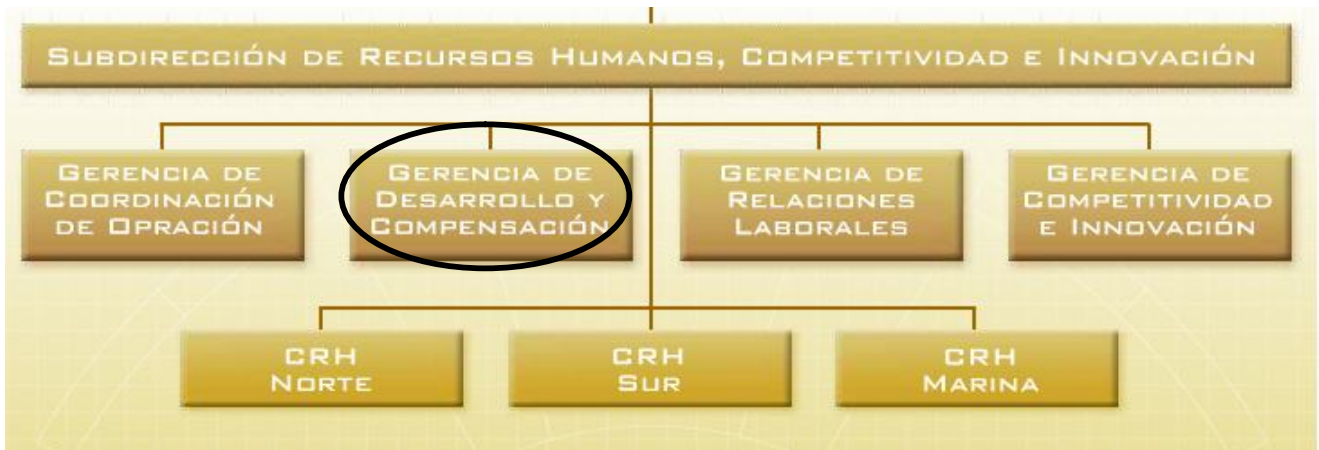 Subdirección de Recursos Humanos, Competitividad e Innovación
Gerencia de
Coordinación
de Opración
Gerencia de
Desarrollo y
Compensación
Gerencia de
Relaciones
Laborales
Gerencia de
Competitividad
e Innovación
CRH
Norte
CRH
Sur
CRH
Marina